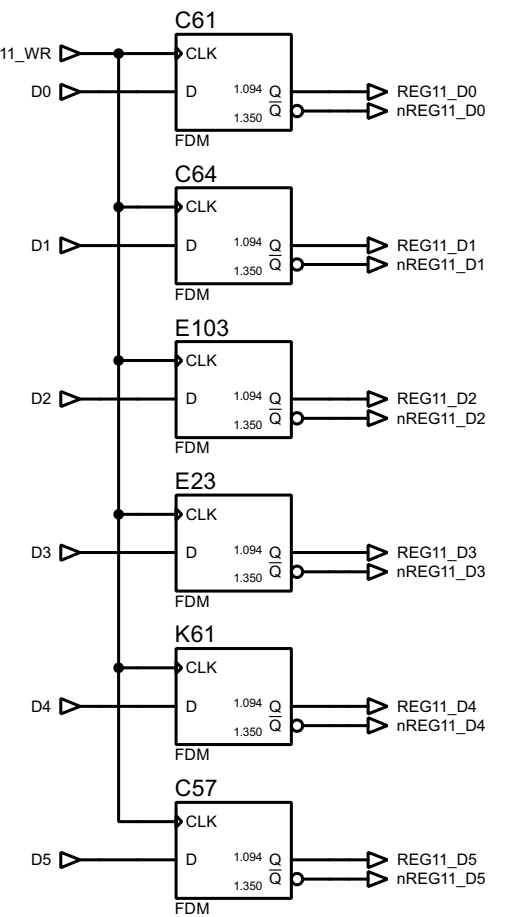 C61
11_WR CLK
D0 D 1.094 Q REG11_D0
1.350 Q nREG11_D0
FDM
C64
CLK
D1 D 1.094 Q REG11_D1
1.350 Q nREG11_D1
FDM
E103
CLK
D2 D 1.094 Q REG11_D2
1.350 Q nREG11_D2
FDM
E23
CLK
D3 D 1.094 Q REG11_D3
1.350 Q nREG11_D3
FDM
K61
CLK
D4 D 1.094 Q REG11_D4
1.350 Q nREG11_D4
FDM
C57
CLK
D5 D 1.094 Q REG11_D5
1.350 Q nREG11_D5
FDM